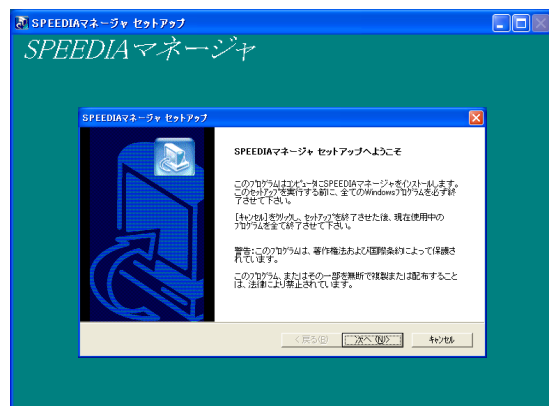 SPEEDIAマネージャ セットアップ
SPEEDIAマネージャ
SPEEDIAマネージャ セットアップ
SPEEDIAマネージャ セットアップへようこそ
このプログラムはコンピュータにSPEEDIAマネージャをインストールします。
このセットアップを実行する前に、全てのWindowsプログラムを必ず終
了させて下さい。
[キャンセル]をクリックし、セットアップを終了させた後、現在使用中の
プログラムを全て終了させて下さい。
警告:このプログラムは、著作権法および国際条約によって保護さ
れています。
このプログラム、またはその一部を無断で複製または配布すること
は、法律により禁止されています。
< 戻る(B) 次へ (N)> キャンセル